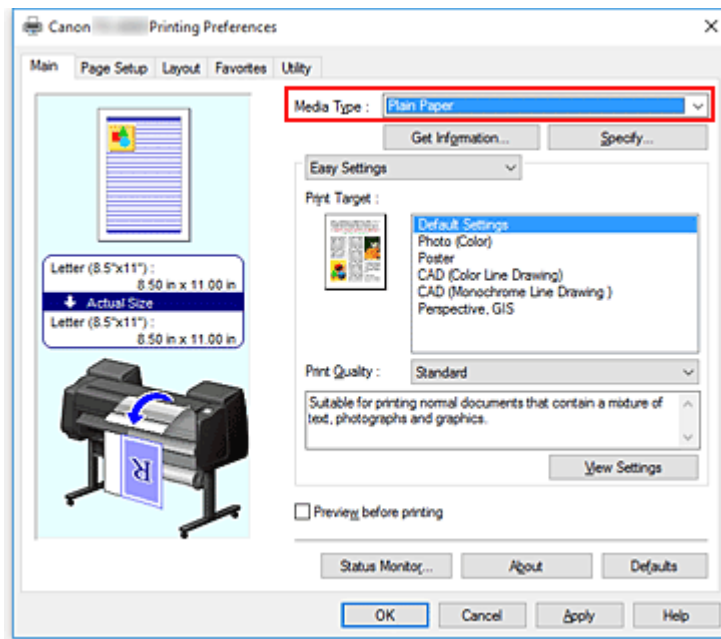 Canon Printing Preferences
Main Page Setup Layout Favorites Utility
Media Type : Plain Paper
Get Information... Specify...
Easy Settings
Print Target :
Default Settings
Photo (Color)
Poster
CAD (Color Line Drawing)
CAD (Monochrome Line Drawing )
Perspective, GIS
Letter (8.5"x11") :
8.50 in x 11.00 in
Actual Size
Letter (8.5"x11") :
8.50 in x 11.00 in
R
Print Quality : Standard
Suitable for printing normal documents that contain a mixture of
text, photographs and graphics.
View Settings
Preview before printing
Status Monitor... About Defaults
OK Cancel Apply Help